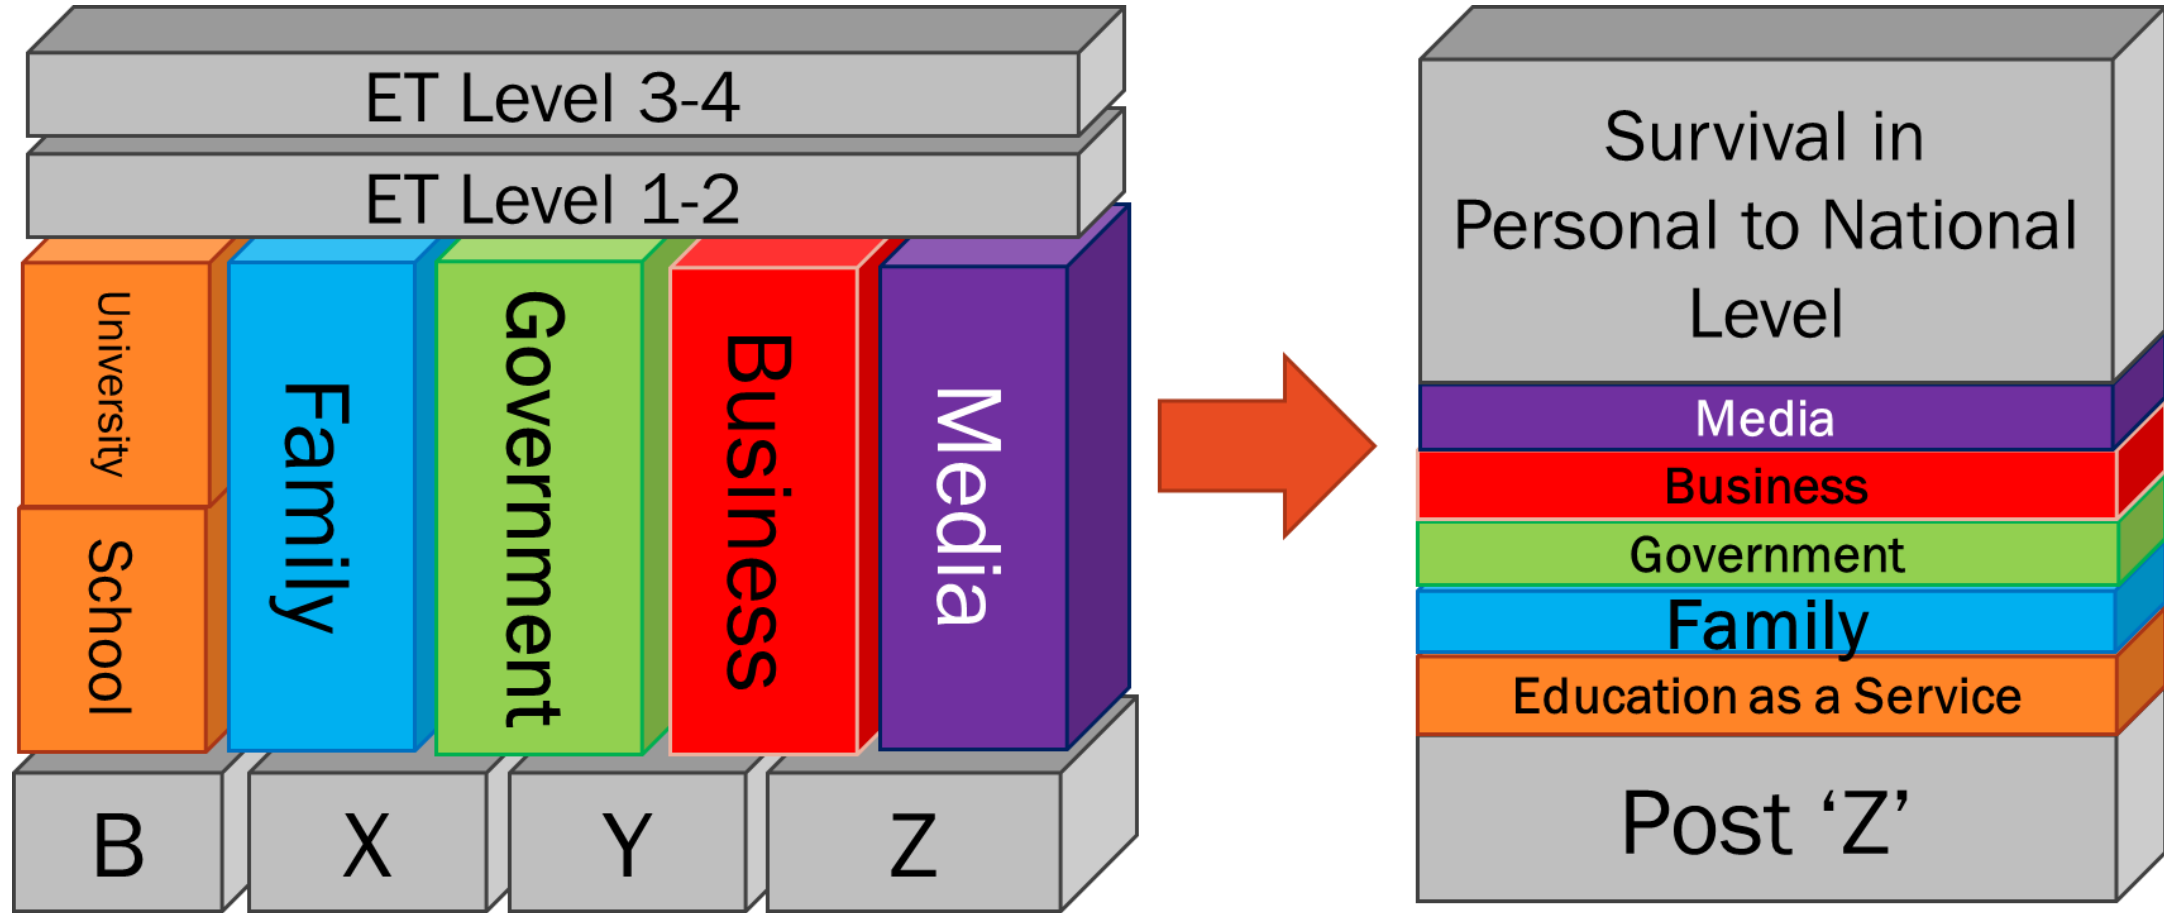 ET Level 3-4
ET Level 1-2
University
School
Family
Government
Business
Media
B
X
Y
Z
Survival in
Personal to National
Level
Media
Business
Government
Family
Education as a Service
Post ‘Z’